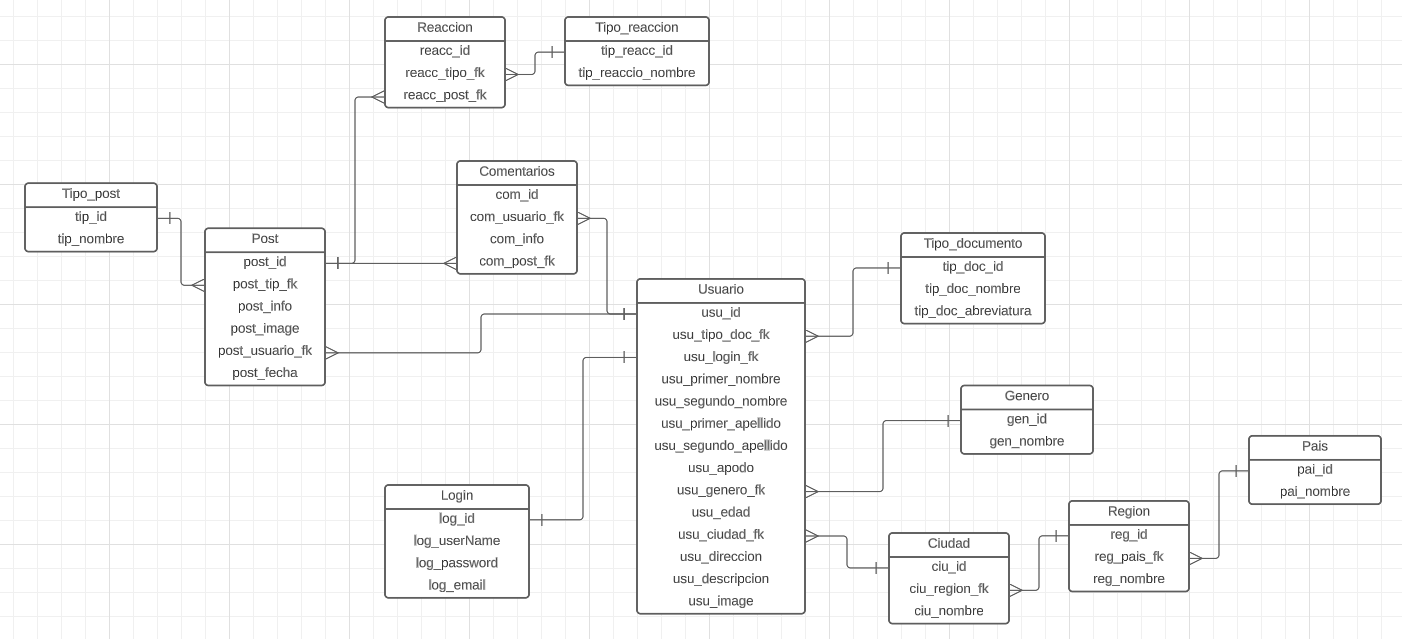 Reaccion
reacc_id
reacc_tipo_fk
reacc_post_fk
Tipo_reaccion
tip_reacc_id
tip_reaccio_nombre
Tipo_post
tip_id
tip_nombre
Post
post_id
post_tip_fk
post_info
post_image
post_usuario_fk
post_fecha
Comentarios
com_id
com_usuario_fk
com_info
com_post_fk
Usuario
usu_id
usu_tipo_doc_fk
usu_login_fk
usu_primer_nombre
usu_segundo_nombre
usu_primer_apellido
usu_segundo_apellido
usu_apodo
usu_genero_fk
usu_edad
usu_ciudad_fk
usu_direccion
usu_descripcion
usu_image
Tipo_documento
tip_doc_id
tip_doc_nombre
tip_doc_abreviatura
Genero
gen_id
gen_nombre
Pais
pai_id
pai_nombre
Login
log_id
log_userName
log_password
log_email
Ciudad
ciu_id
ciu_region_fk
ciu_nombre
Region
reg_id
reg_pais_fk
reg_nombre